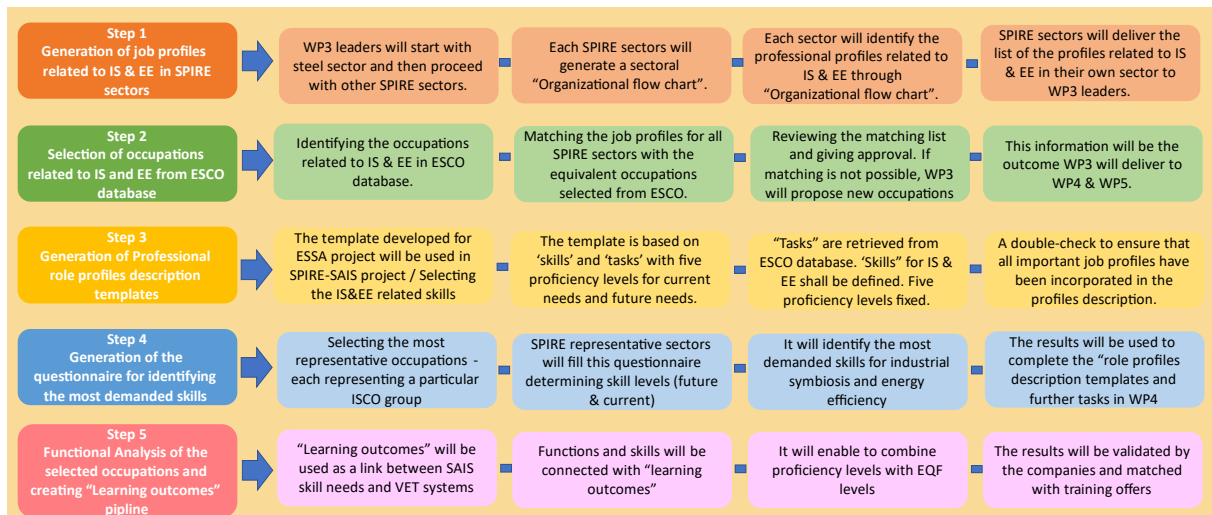 Step 1
Generation of job profiles
related to IS & EE in SPIRE
sectors
WP3 leaders will start with
steel sector and then proceed
with other SPIRE sectors.
Each SPIRE sectors will
generate a sectoral
“Organizational flow chart”.
Each sector will identify the
professional profiles related to
IS & EE through
“Organizational flow chart”.
SPIRE sectors will deliver the
list of the profiles related to IS
& EE in their own sector to
WP3 leaders.
Step 2
Selection of occupations
related to IS and EE from ESCO
database
Identifying the occupations
related to IS & EE in ESCO
database.
Matching the job profiles for all
SPIRE sectors with the
equivalent occupations
selected from ESCO.
Reviewing the matching list
and giving approval. If
matching is not possible, WP3
will propose new occupations
This information will be the
outcome WP3 will deliver to
WP4 & WP5.
Step 3
Generation of Professional
role profiles description
templates
The template developed for
ESSA project will be used in
SPIRE-SAIS project / Selecting
the IS&EE related skills
The template is based on
‘skills’ and ‘tasks’ with five
proficiency levels for current
needs and future needs.
“Tasks” are retrieved from
ESCO database. ‘Skills” for IS &
EE shall be defined. Five
proficiency levels fixed.
A double-check to ensure that
all important job profiles have
been incorporated in the
profiles description.
Step 4
Generation of the
questionnaire for identifying
the most demanded skills
Selecting the most
representative occupations -
each representing a particular
ISCO group
SPIRE representative sectors
will fill this questionnaire
determining skill levels (future
& current)
It will identify the most
demanded skills for industrial
symbiosis and energy
efficiency
The results will be used to
complete the “role profiles
description templates and
further tasks in WP4
Step 5
Functional Analysis of the
selected occupations and
creating “Learning outcomes”
pipline
“Learning outcomes” will be
used as a link between SAIS
skill needs and VET systems
Functions and skills will be
connected with “learning
outcomes”
It will enable to combine
proficiency levels with EQF
levels
The results will be validated by
the companies and matched
with training offers